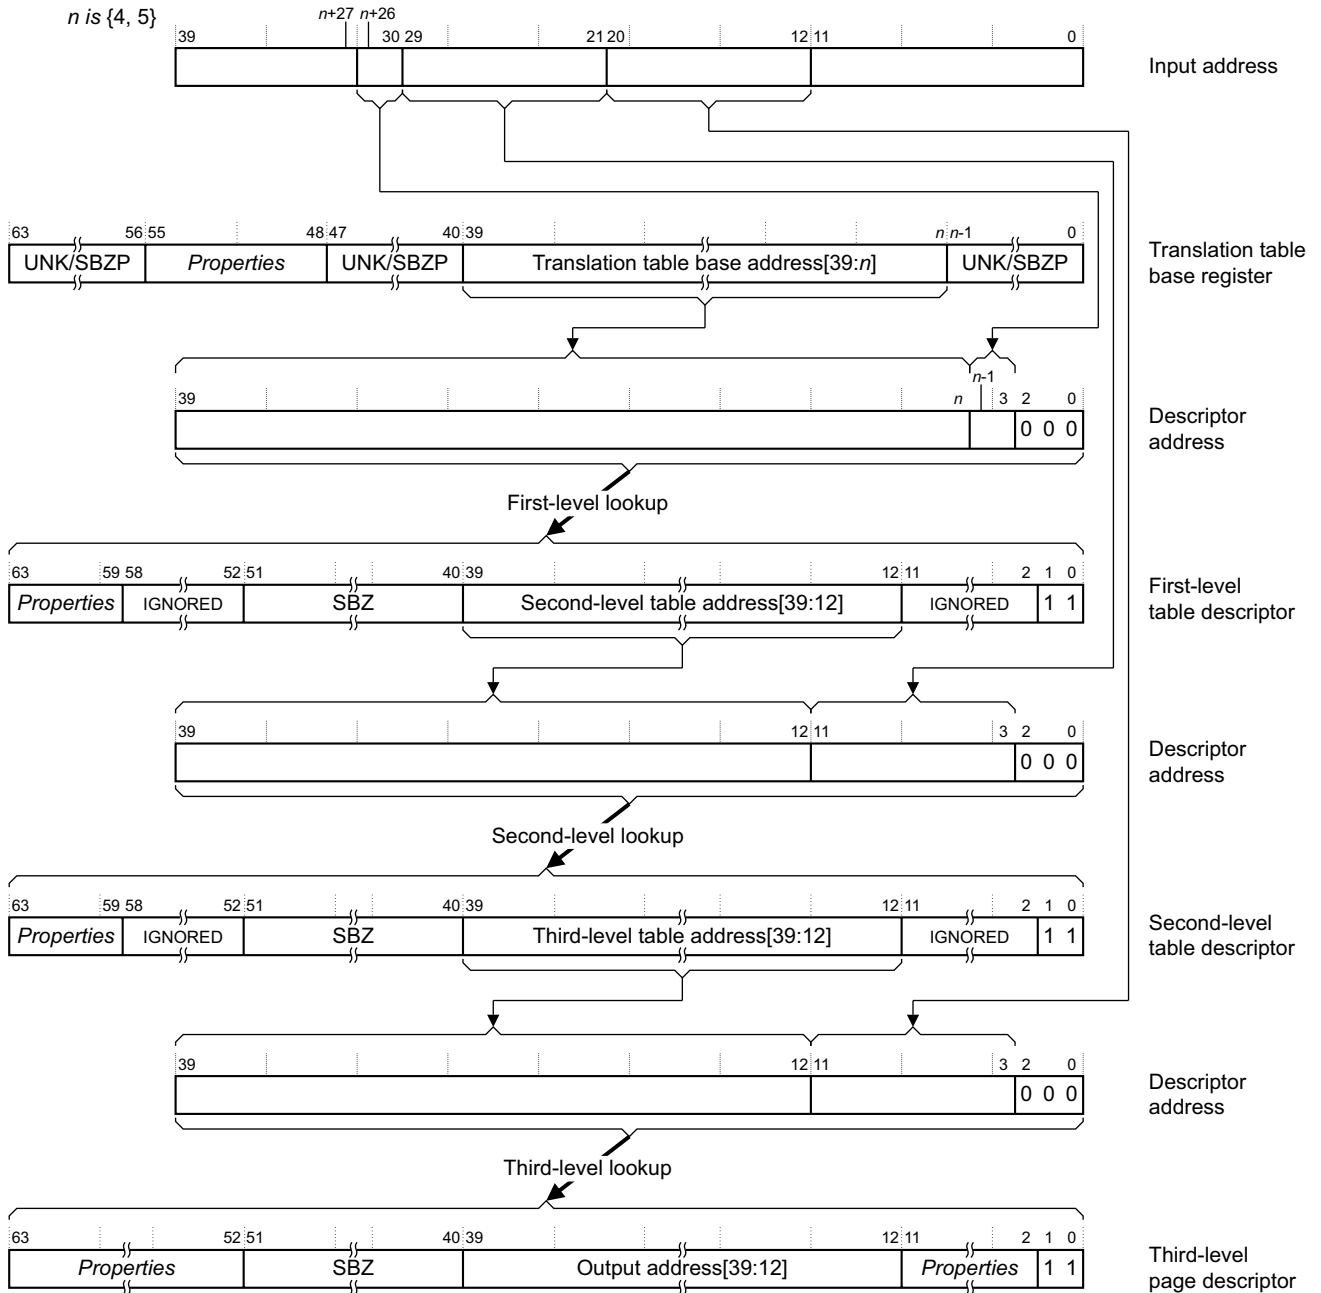 n is {4, 5}
n+27 n+26
39 30 29 21 20 12 11 0
Input address
63 56 55 48 47 40 39 n n-1 0
UNK/SBZP Properties UNK/SBZP Translation table base address[39:n] UNK/SBZP
Translation table
base register
n-1
39 n 3 2 0
0 0 0
Descriptor
address
First-level lookup
63 59 58 52 51 40 39 12 11 2 1 0
Properties IGNORED SBZ Second-level table address[39:12] IGNORED 1 1
First-level
table descriptor
39 12 11 3 2 0
0 0 0
Descriptor
address
Second-level lookup
63 59 58 52 51 40 39 12 11 2 1 0
Properties IGNORED SBZ Third-level table address[39:12] IGNORED 1 1
Second-level
table descriptor
39 12 11 3 2 0
0 0 0
Descriptor
address
Third-level lookup
63 52 51 40 39 12 11 2 1 0
Properties SBZ Output address[39:12] Properties 1 1
Third-level
page descriptor